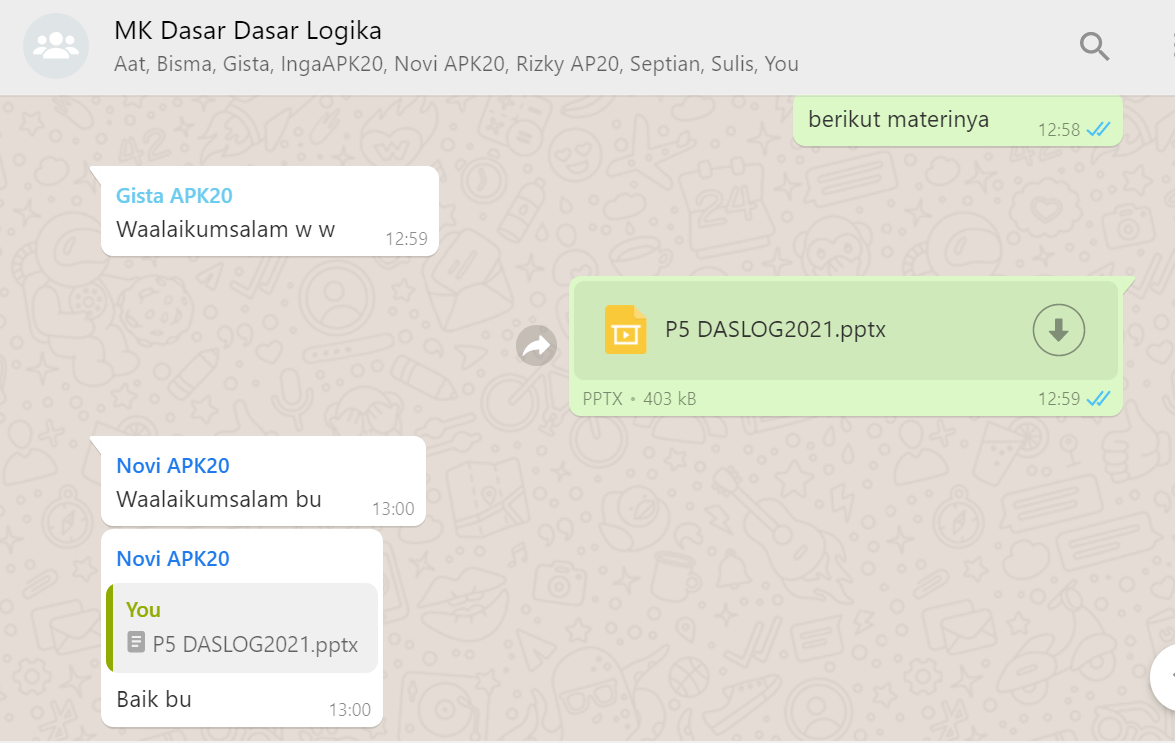 MK Dasar Dasar Logika
Aat, Bisma, Gista, IngaAPK20, Novi APK20, Rizky AP20, Septian, Sulis, You
berikut materinya
12:58
Gista APK20
Waalaikumsalam w w
12:59
P5 DASLOG2021.pptx
PPTX • 403 kB
12:59
Novi APK20
Waalaikumsalam bu
13:00
Novi APK20
You
P5 DASLOG2021.pptx
Baik bu
13:00